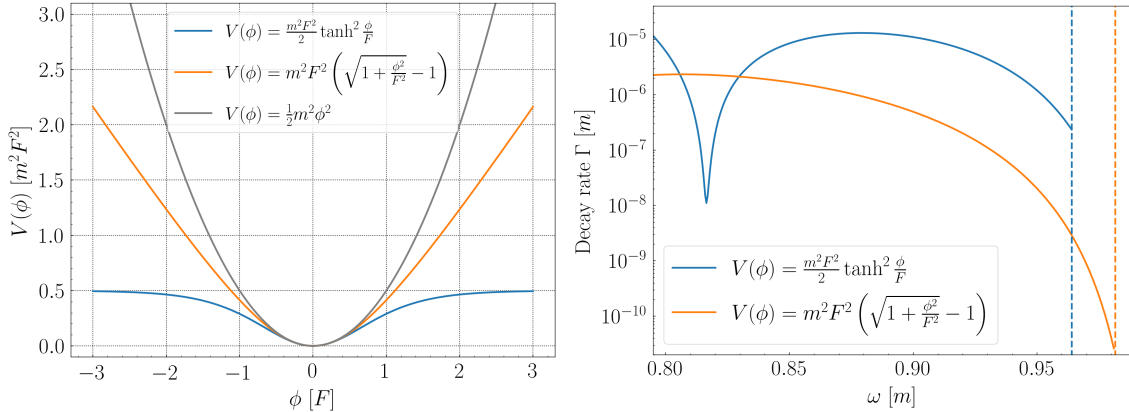 V(φ) [m²F²]
3.0
2.5
2.0
1.5
1.0
0.5
0.0
V(φ) = m²F²/2 tanh² φ/F
V(φ) = m²F² (√(1 + φ²/F²) − 1)
V(φ) = ½m²φ²
−3 −2 −1 0 1 2 3
φ [F]
Decay rate Γ [m]
10⁻⁵
10⁻⁶
10⁻⁷
10⁻⁸
10⁻⁹
10⁻¹⁰
V(φ) = m²F²/2 tanh² φ/F
V(φ) = m²F² (√(1 + φ²/F²) − 1)
0.80 0.85 0.90 0.95
ω [m]